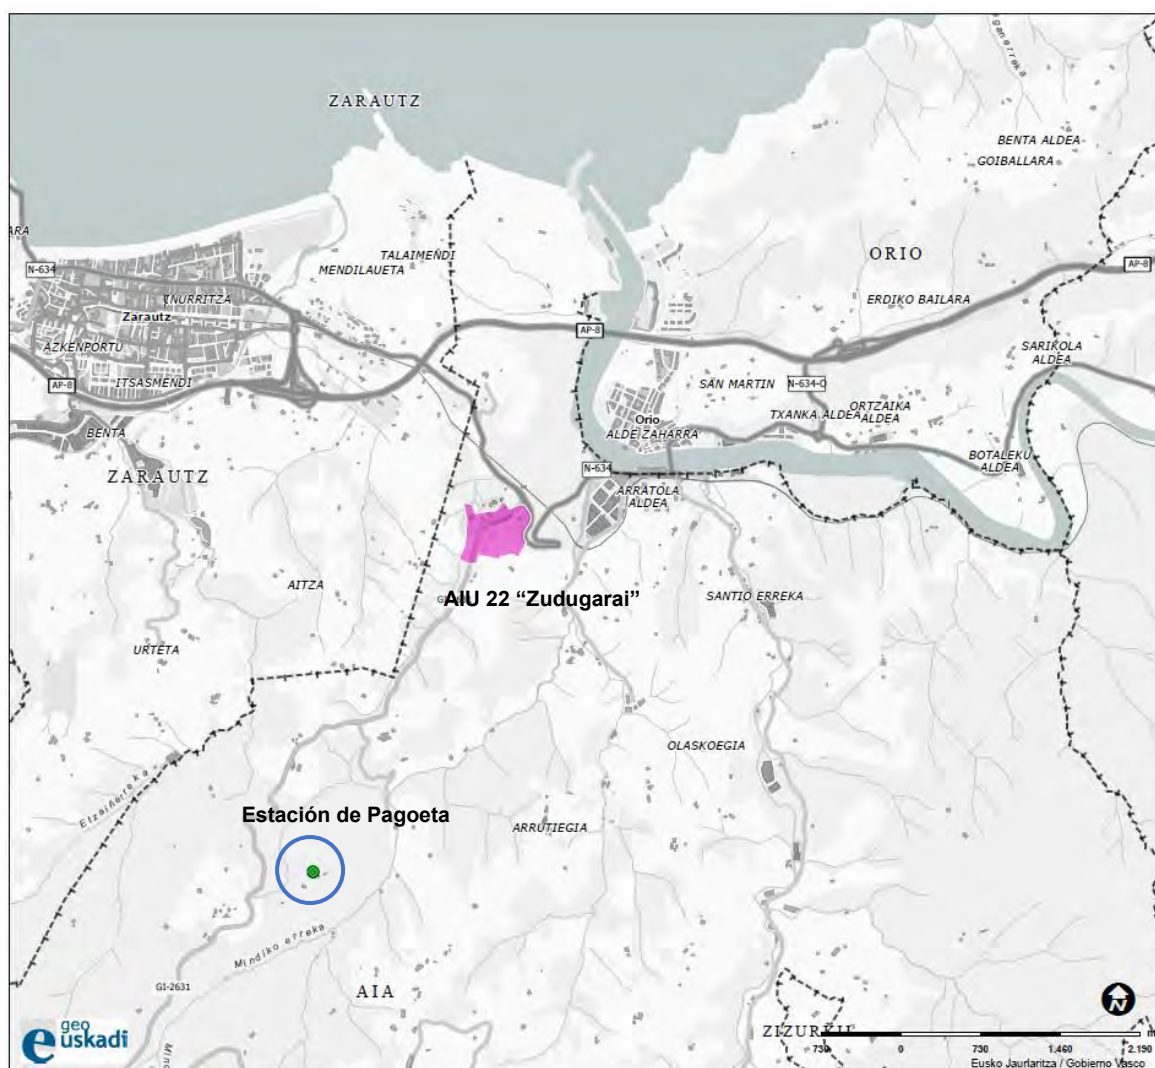 ZARAUTZ
BENTA ALDEA-
GOIBALLARA
ARA
N-634
TALAIMENDI
MENDILAUETA
ORIO
AP-8
INURRITZA
Zarautz
ERDIKO BAILARA
AP-8
AZKENPORTU
SARIKOLA
ALDEA
AP-8
ITSASMENDI
SAN MARTIN
N-634-O
ORTZAIKA
ALDEA
TXANKA ALDEA
Orio
ALDE ZAHARRA
BENTA
BOTALEKU
ALDEA
ZARAUTZ
N-634
ARRATOLA
ALDEA
AITZA
AIU 22 “Zudugarai”
SANTIO ERREKA
URTETA
OLASKOEGIA
Etzaiñerreka
Estación de Pagoeta
ARRUTIEGIA
Mindiko erreka
GI-2631
AIA
N
geo
euskadi
ZIZURKIL
730 0 730 1.460 2.190 m
Eusko Jaurlaritza / Gobierno Vasco